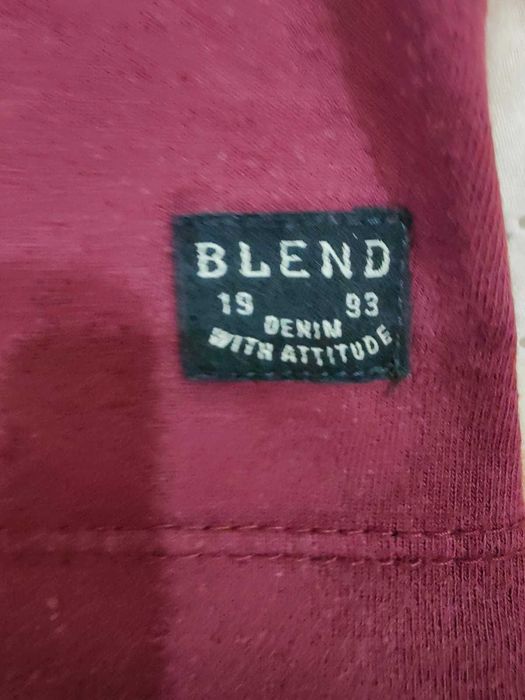 BLEND
19 93
DENIM
WITH ATTITUDE